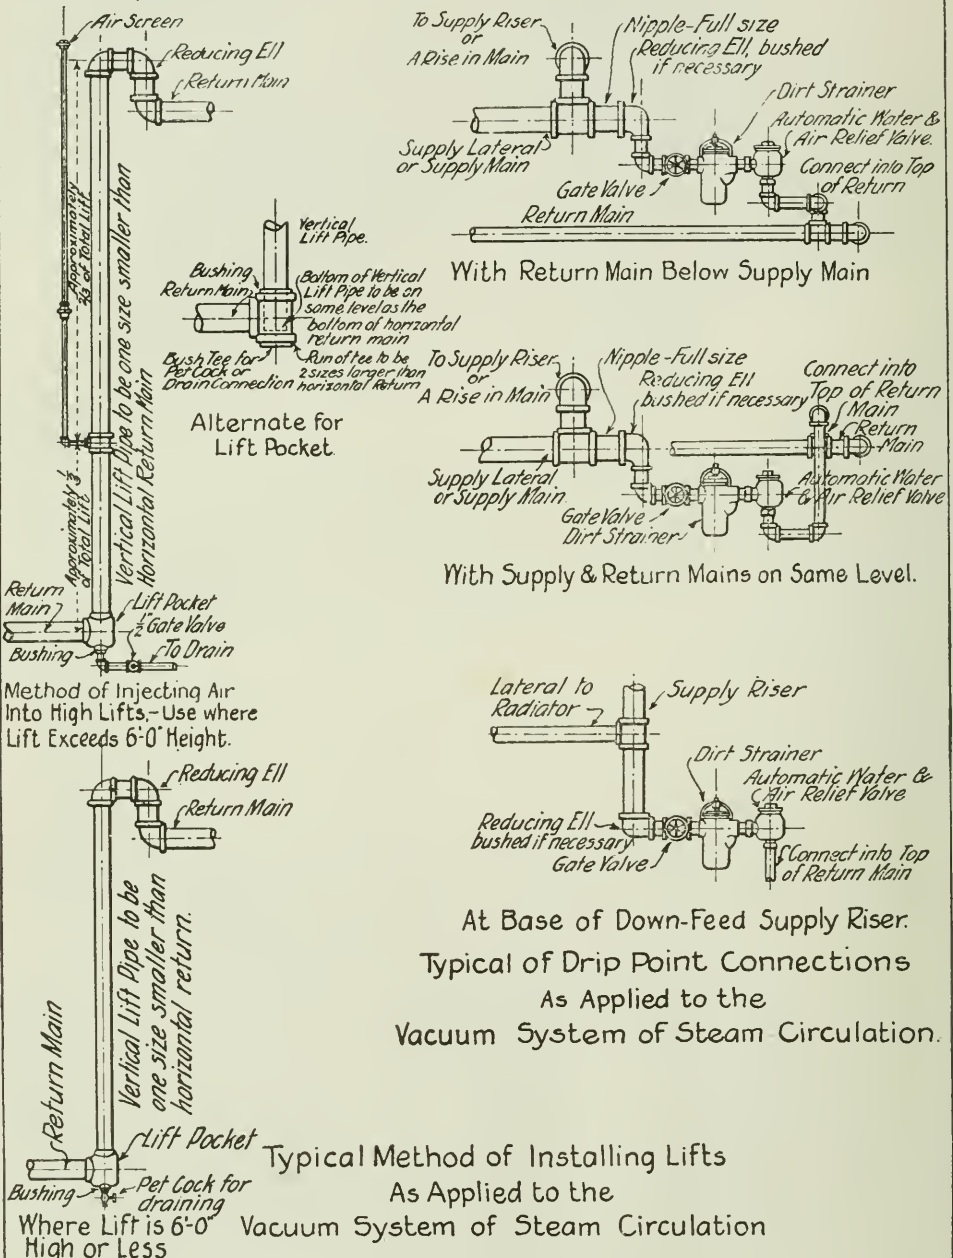 Air Screen
Reducing Ell
Return Main
Approximately
2/3 of Total Lift
Vertical Lift Pipe to be one size smaller than
Horizontal Return Main
Approximately 1/3
of Total Lift
Return
Main
Lift Pocket
1/2" Gate Valve
Bushing
To Drain
Method of Injecting Air
Into High Lifts,-Use where
Lift Exceeds 6'-0" Height.
Vertical
Lift Pipe.
Bushing
Return Main
Bottom of Vertical
Lift Pipe to be on
same level as the
bottom of horizontal
return main
Bush Tee for
Pet Cock or
Drain Connection
Run of tee to be
2 sizes larger than
horizontal Return
Alternate for
Lift Pocket.
To Supply Riser
or
A Rise in Main
Nipple-Full size
Reducing Ell, bushed
if necessary
Dirt Strainer
Automatic Water &
Air Relief Valve.
Supply Lateral
or Supply Main
Gate Valve
Connect into Top
of Return
Return Main
With Return Main Below Supply Main
To Supply Riser
or
A Rise in Main
Nipple-Full size
Reducing Ell
bushed if necessary
Connect into
Top of Return
Main
Return
Main
Supply Lateral
or Supply Main
Gate Valve
Dirt Strainer
Automatic Water
& Air Relief Valve
With Supply & Return Mains on Same Level.
Lateral to
Radiator
Supply Riser
Dirt Strainer
Automatic Water &
Air Relief Valve
Reducing Ell
bushed if necessary
Gate Valve
Connect into Top
of Return Main
At Base of Down-Feed Supply Riser.
Typical of Drip Point Connections
As Applied to the
Vacuum System of Steam Circulation.
Reducing Ell
Return Main
Vertical Lift Pipe to be
one size smaller than
horizontal return.
Return Main
Lift Pocket
Bushing
Pet Cock for
draining
Where Lift is 6'-0"
High or Less
Typical Method of Installing Lifts
As Applied to the
Vacuum System of Steam Circulation